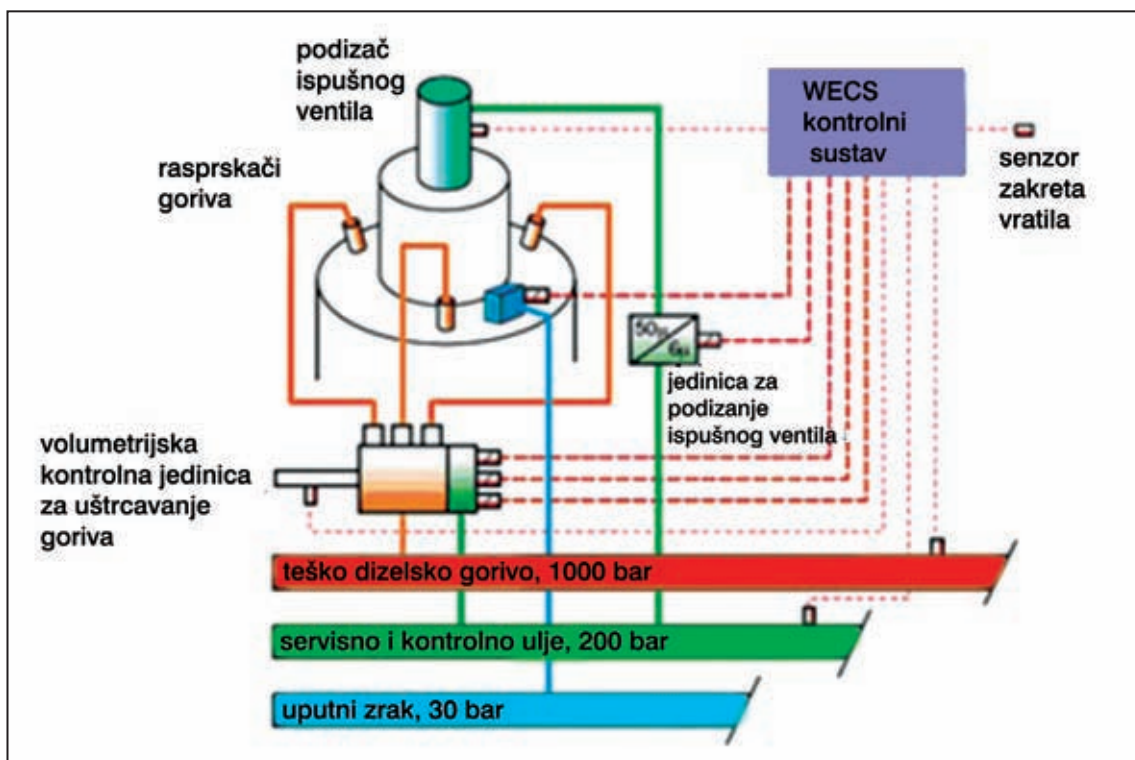 podizač
ispušnog
ventila
WECS
kontrolni
sustav
senzor
zakreta
vratila
rasprskači
goriva
jedinica za
podizanje
ispušnog ventila
volumetrijska
kontrolna jedinica
za uštrcavanje
goriva
teško dizelsko gorivo, 1000 bar
servisno i kontrolno ulje, 200 bar
uputni zrak, 30 bar